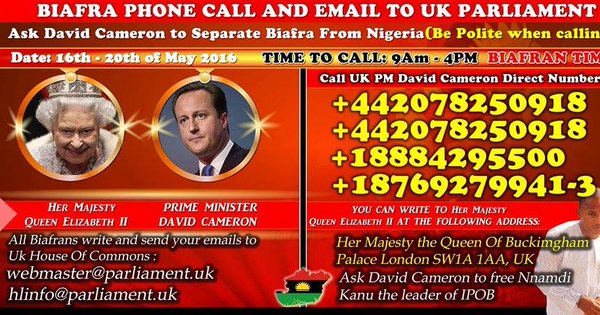 BIAFRA PHONE CALL AND EMAIL TO UK PARLIAMENT
Ask David Cameron to Separate Biafra From Nigeria(Be Polite when callin
Date: 16th - 20th of May 2016 TIME TO CALL: 9Am - 4PM BIAFRAN TIM
Call UK PM David Cameron Direct Number
+442078250918
+442078250918
+18884295500
+18769279941-3
HER MAJESTY
QUEEN ELIZABETH II
PRIME MINISTER
DAVID CAMERON
All Biafrans write and send your emails to
Uk House Of Commons :
webmaster@parliament.uk
hlinfo@parliament.uk
YOU CAN WRITE TO HER MAJESTY
QUEEN ELIZABETH II AT THE FOLLOWING ADDRESS:
Her Majesty the Queen Of Buckimgham
Palace London SW1A 1AA, UK
Ask David Cameron to free Nnamdi
Kanu the leader of IPOB